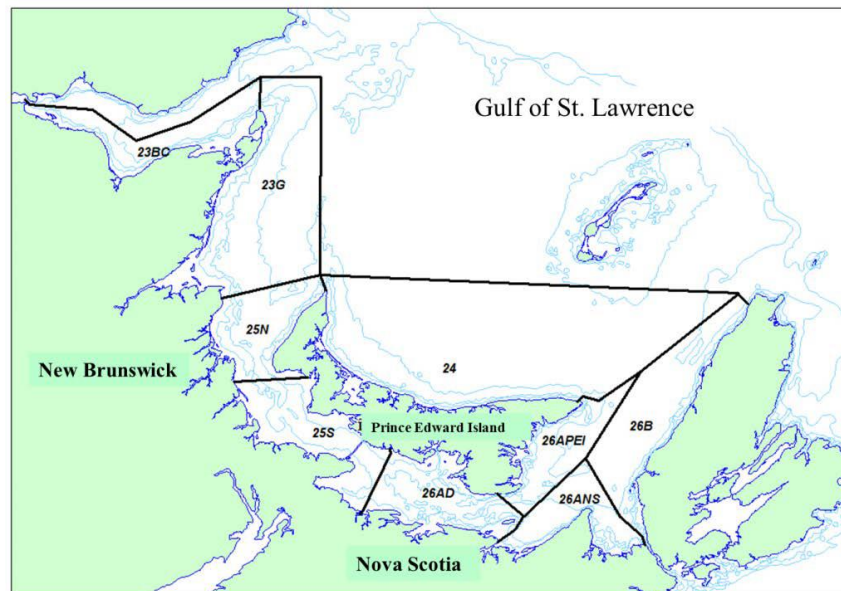 Gulf of St. Lawrence
23BC
23G
25N
New Brunswick
24
25S
Prince Edward Island
26APEI
26B
26AD
26ANS
Nova Scotia